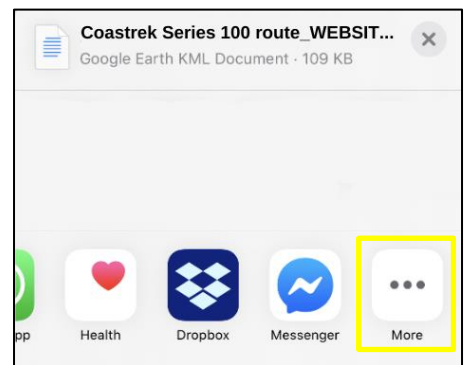 Coastrek Series 100 route_WEBSIT...
Google Earth KML Document · 109 KB
pp Health Dropbox Messenger More